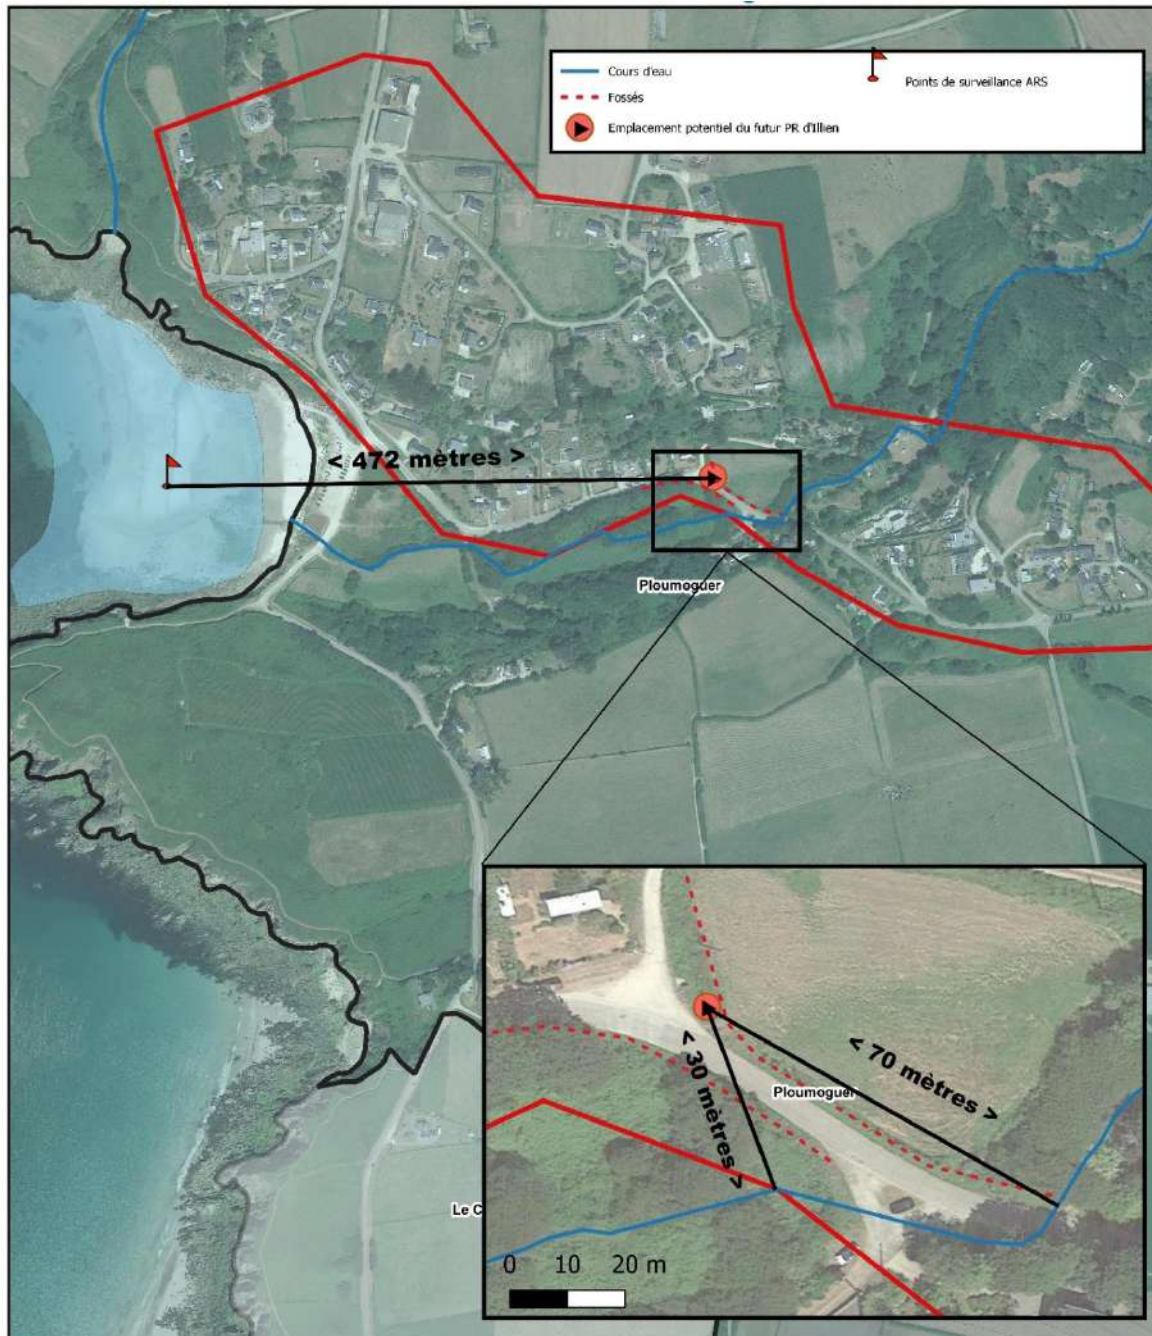 Cours d'eau
Points de surveillance ARS
Fossés
Emplacement potentiel du futur PR d'Illien
< 472 mètres >
Ploumoguer
< 70 mètres >
< 30 mètres >
Ploumoguer
Le C
0 10 20 m